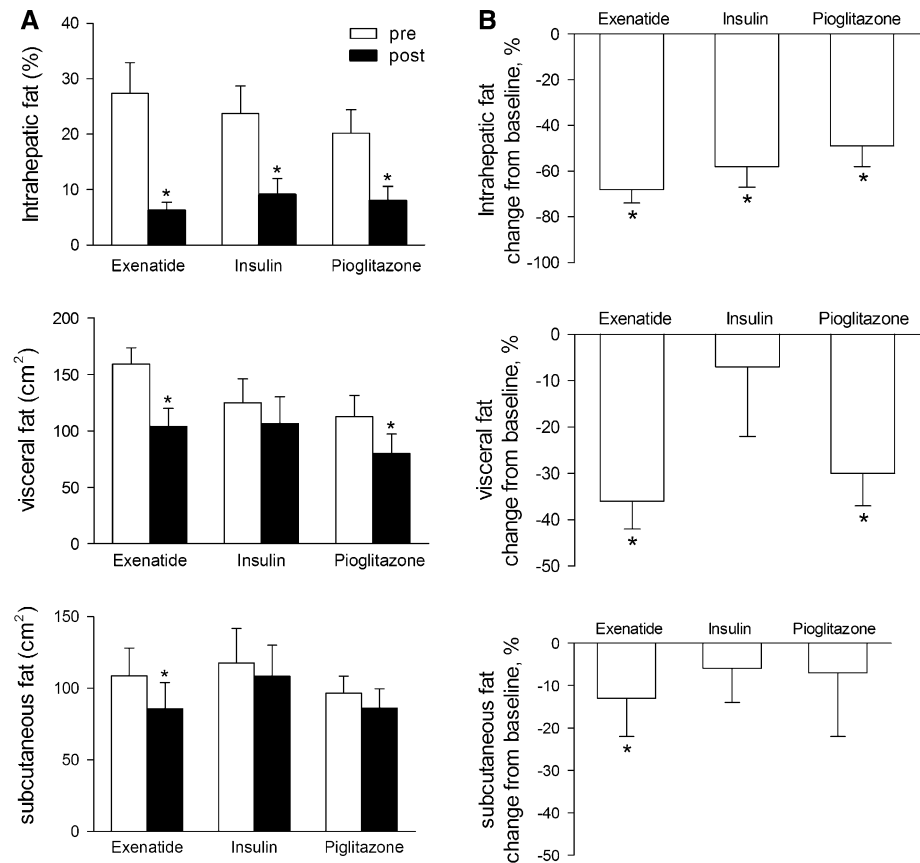 A
Intrahepatic fat (%)
40
30
20
10
0
pre
post
*
*
*
Exenatide Insulin Pioglitazone
visceral fat (cm²)
200
150
100
50
0
*
*
Exenatide Insulin Pioglitazone
subcutaneous fat (cm²)
150
100
50
0
*
Exenatide Insulin Piglitazone
B
Exenatide Insulin Pioglitazone
Intrahepatic fat
change from baseline, %
0
-20
-40
-60
-80
-100
*
*
*
Exenatide Insulin Pioglitazone
visceral fat
change from baseline, %
0
-10
-20
-30
-40
-50
*
*
Exenatide Insulin Pioglitazone
subcutaneous fat
change from baseline, %
0
-10
-20
-30
-40
-50
*